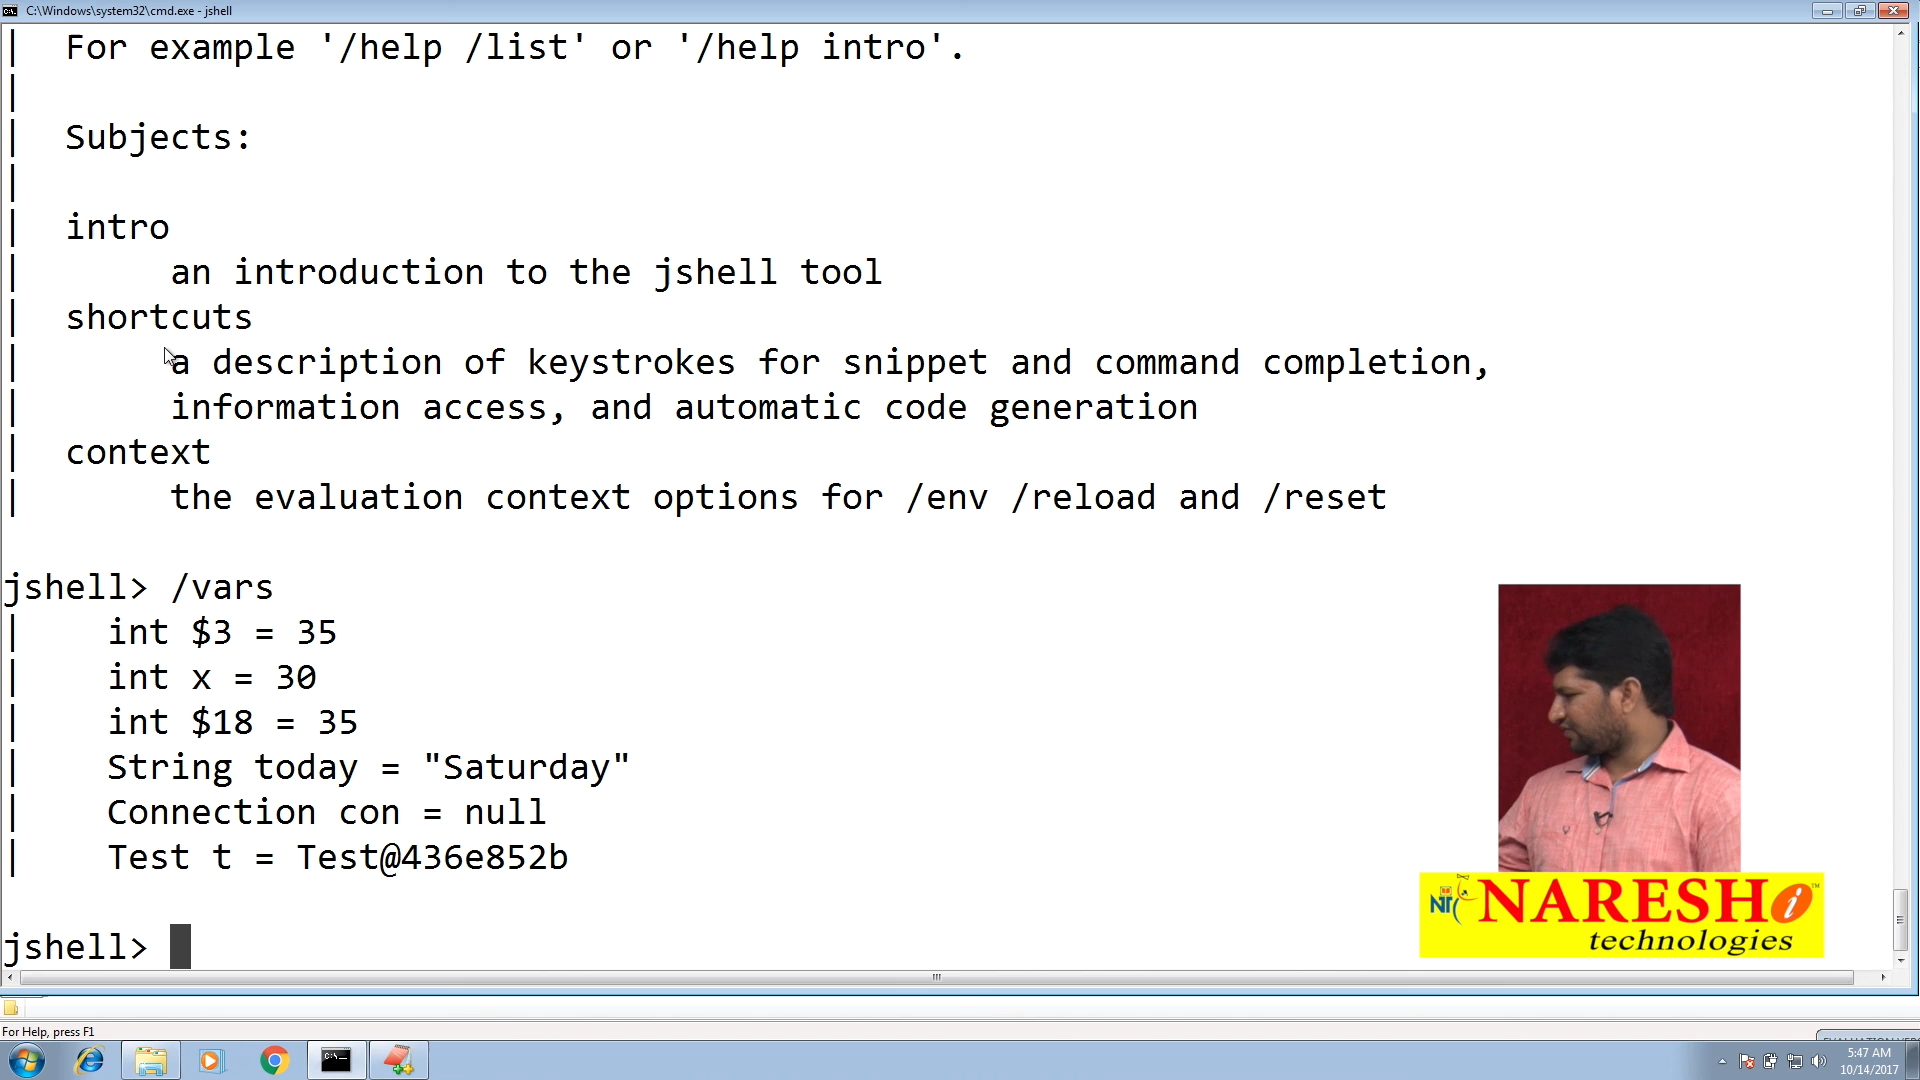 C:\Windows\system32\cmd.exe - jshell
|   For example '/help /list' or '/help intro'.
|
|   Subjects:
|
|   intro
|        an introduction to the jshell tool
|   shortcuts
|        a description of keystrokes for snippet and command completion,
|        information access, and automatic code generation
|   context
|        the evaluation context options for /env /reload and /reset
jshell> /vars
|    int $3 = 35
|    int x = 30
|    int $18 = 35
|    String today = "Saturday"
|    Connection con = null
|    Test t = Test@436e852b
jshell>
NARESHi
technologies
For Help, press F1
C:\_
5:47 AM
10/14/2017